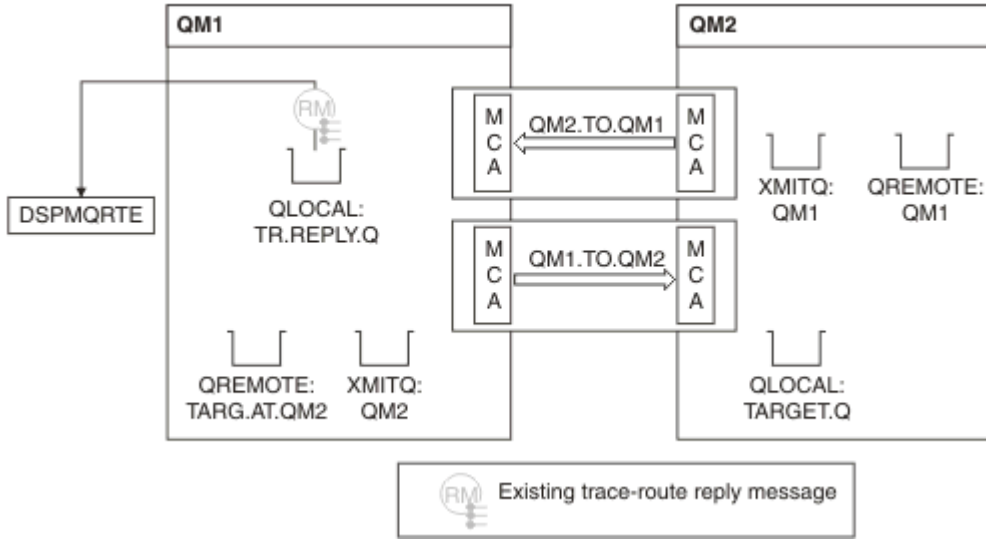 QM1
QM2
RM
M
C
A
QM2.TO.QM1
M
C
A
DSPMQRTE
QLOCAL:
TR.REPLY.Q
XMITQ:
QM1
QREMOTE:
QM1
M
C
A
QM1.TO.QM2
M
C
A
QREMOTE:
TARG.AT.QM2
XMITQ:
QM2
QLOCAL:
TARGET.Q
RM
Existing trace-route reply message